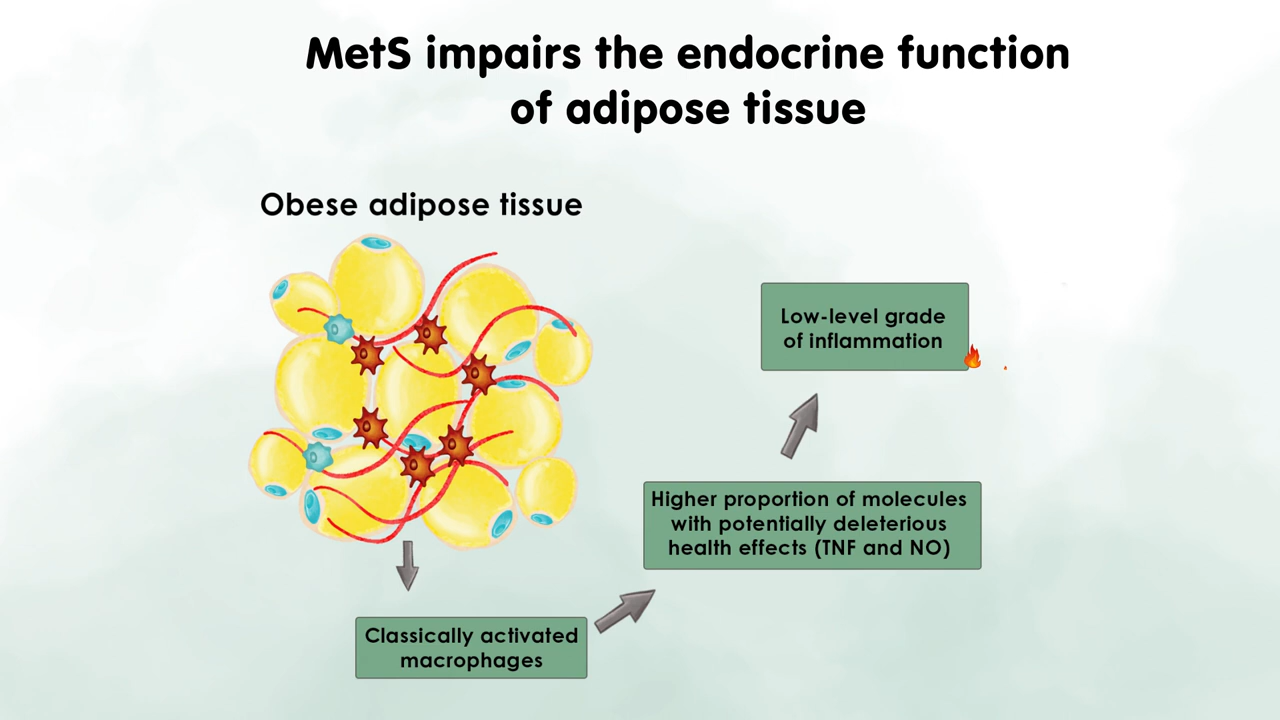 MetS impairs the endocrine function
of adipose tissue
Obese adipose tissue
Low-level grade
of inflammation
Higher proportion of molecules
with potentially deleterious
health effects (TNF and NO)
Classically activated
macrophages